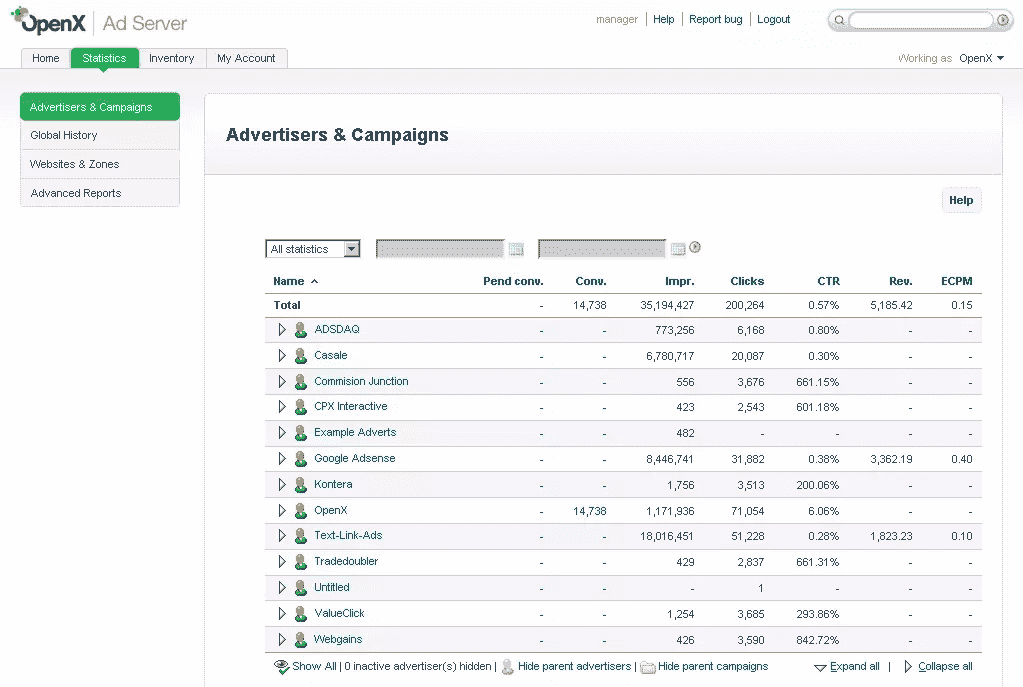 OpenX Ad Server
manager Help Report bug Logout
Home Statistics Inventory My Account
Working as OpenX
Advertisers & Campaigns
Global History
Websites & Zones
Advanced Reports
Advertisers & Campaigns
Help
All statistics
Name Pend conv. Conv. Impr. Clicks CTR Rev. ECPM
Total - 14,738 35,194,427 200,264 0.57% 5,185.42 0.15
ADSDAQ - - 773,256 6,168 0.80% - -
Casale - - 6,780,717 20,087 0.30% - -
Commision Junction - - 556 3,676 661.15% - -
CPX Interactive - - 423 2,543 601.18% - -
Example Adverts - - 482 - - - -
Google Adsense - - 8,446,741 31,882 0.38% 3,362.19 0.40
Kontera - - 1,756 3,513 200.06% - -
OpenX - 14,738 1,171,936 71,054 6.06% - -
Text-Link-Ads - - 18,016,451 51,228 0.28% 1,823.23 0.10
Tradedoubler - - 429 2,837 661.31% - -
Untitled - - - 1 - - -
ValueClick - - 1,254 3,685 293.86% - -
Webgains - - 426 3,590 842.72% - -
Show All | 0 inactive advertiser(s) hidden | Hide parent advertisers | Hide parent campaigns Expand all | Collapse all